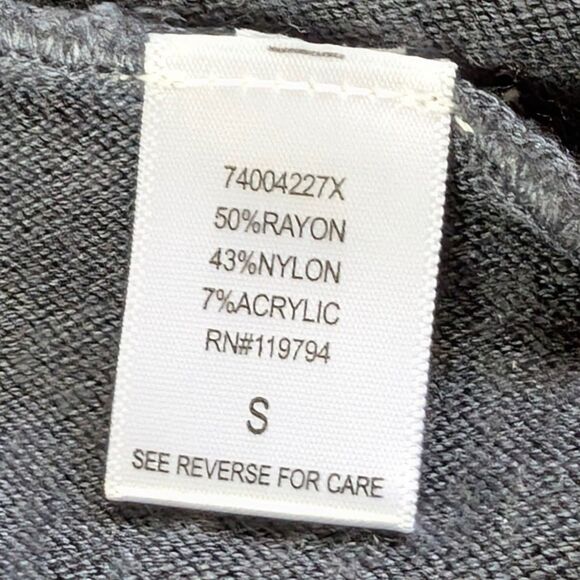 74004227X
50%RAYON
43%NYLON
7%ACRYLIC
RN#119794
S
SEE REVERSE FOR CARE